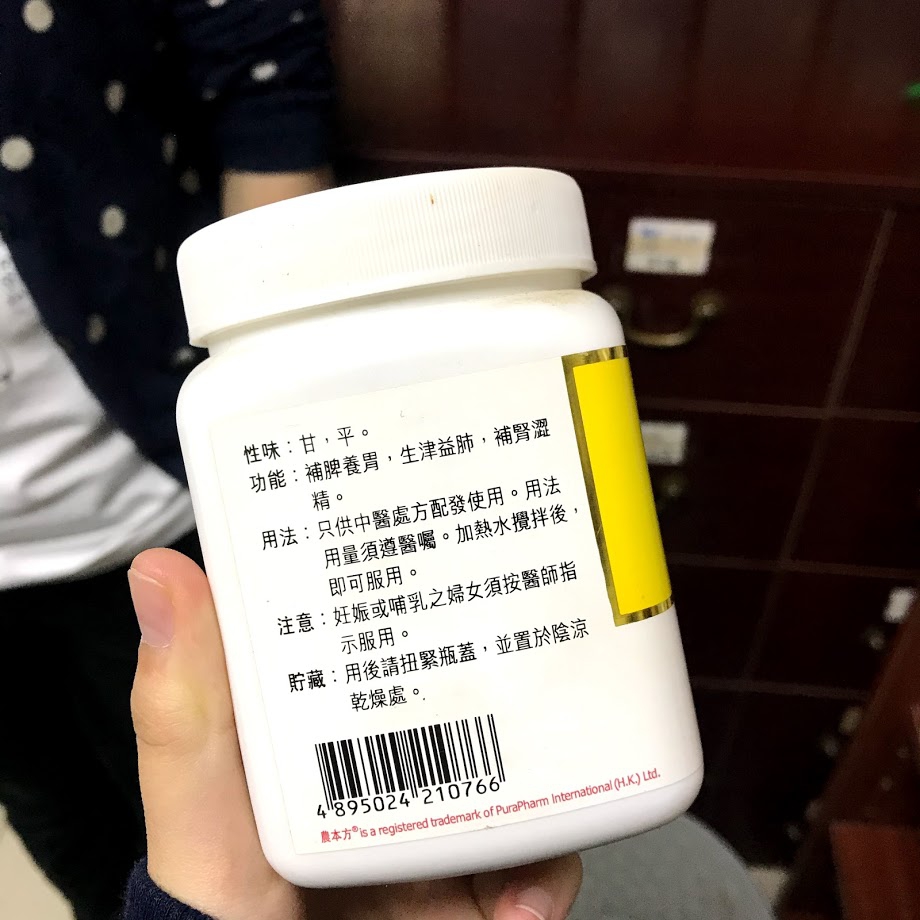 性味：甘，平。
功能：補脾養胃，生津益肺，補腎澀
精。
用法：只供中醫處方配發使用。用法
用量須遵醫囑。加熱水攪拌後，
即可服用。
注意：妊娠或哺乳之婦女須按醫師指
示服用。
貯藏：用後請扭緊瓶蓋，並置於陰涼
乾燥處。
4 895024 210766
農本方® is a registered trademark of PuraPharm International (H.K.) Ltd.